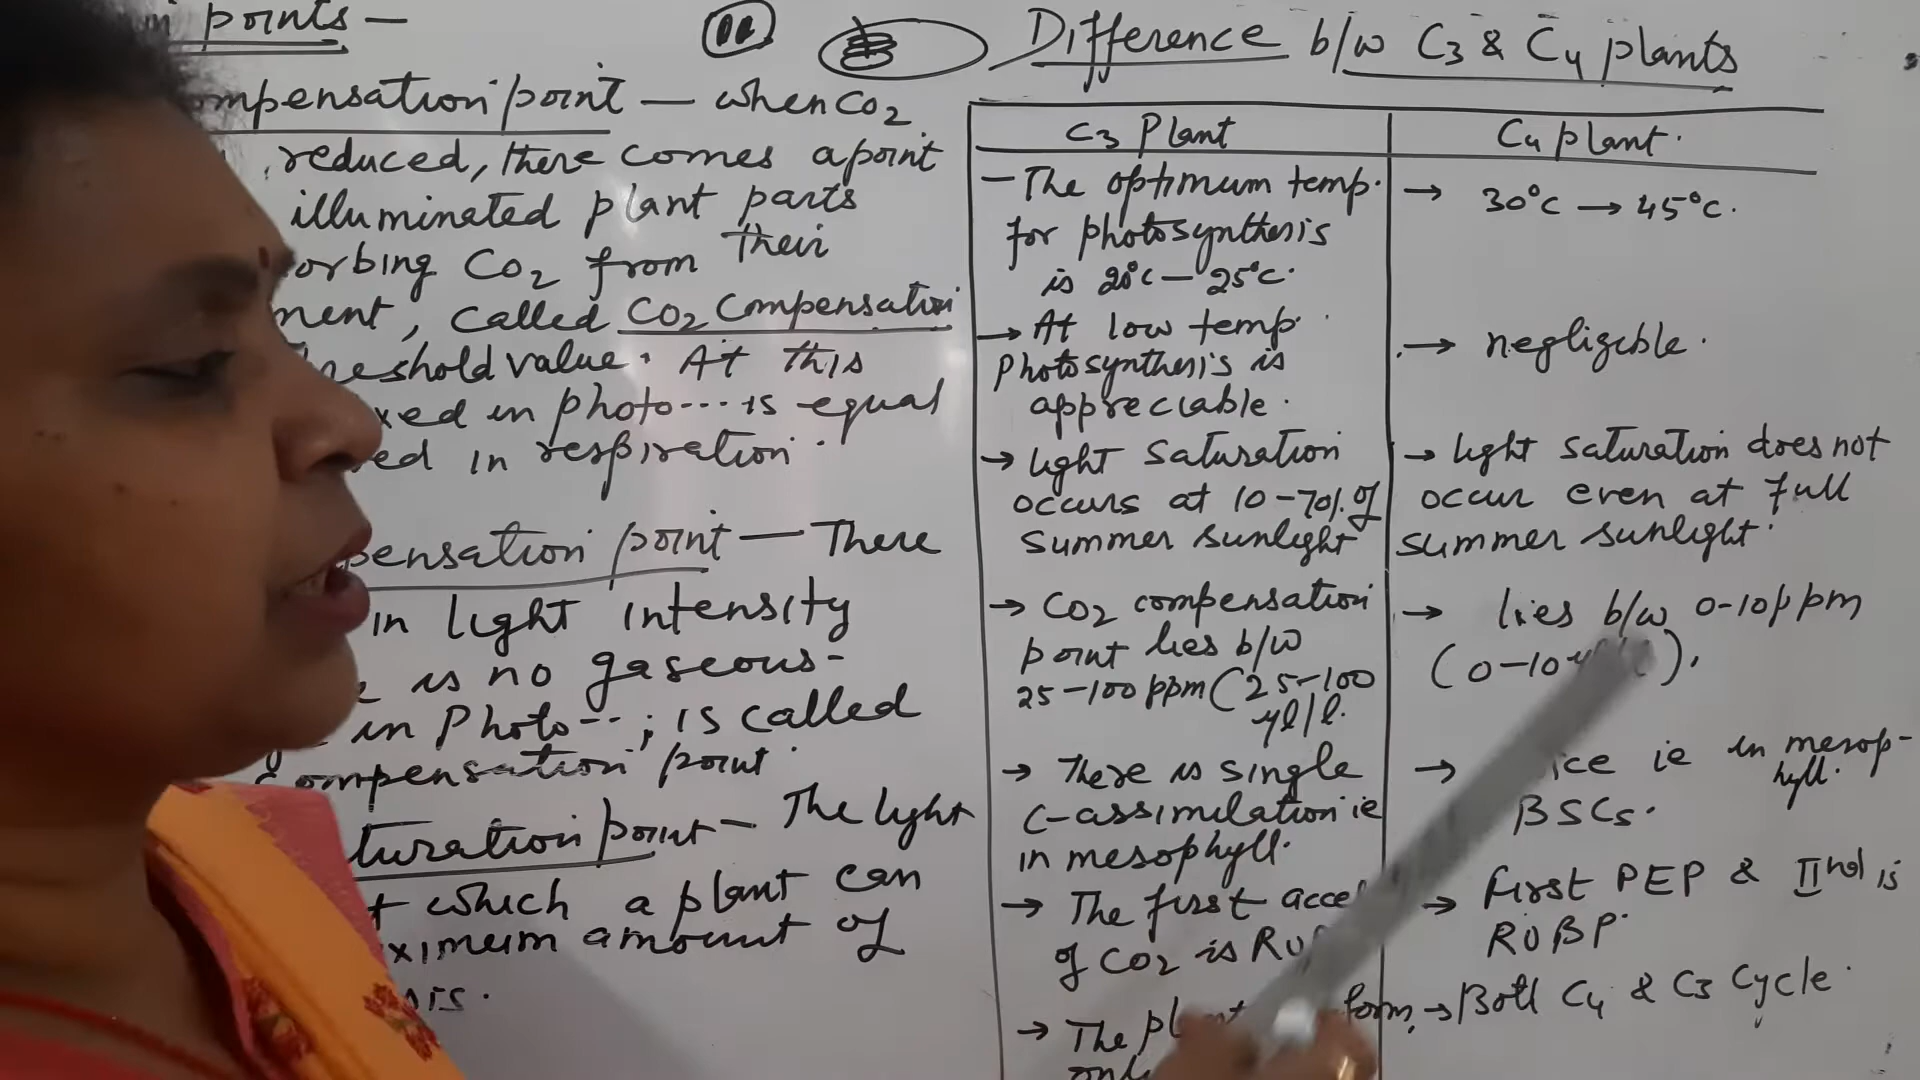 points —
ompensation point — when CO2
reduced, there comes a point
illuminated plant parts
orbing CO2 from their
ment, called CO2 Compensation
reshold value. At this
xed in photo... is equal
ed in respiration.
pensation point — There
in light intensity
is no gaseous-
in Photo--; is called
Compensation point.
turation point — The light
which a plant can
ximum amount of
sis.
Difference b/w C3 & C4 plants
C3 Plant
C4 plant.
- The optimum temp.
for photosynthesis
is 20°C — 25°C.
→ 30°C → 45°C.
→ At low temp.
Photosynthesis is
appreciable.
→ negligible.
→ light saturation
occurs at 10-70% of
summer sunlight
→ light saturation does not
occur even at full
summer sunlight.
→ CO2 compensation
point lies b/w
25-100 ppm (25-100
μl/l.
→ lies b/w 0-10 ppm
(0-10
→ There is single
C-assimilation ie
in mesophyll.
→ ice ie in mesop-
hyll.
BSCs.
→ The first acce
of CO2 is RuB
→ First PEP & IInd is
RUBP.
→ The plant form
only
→ Both C4 & C3 Cycle.